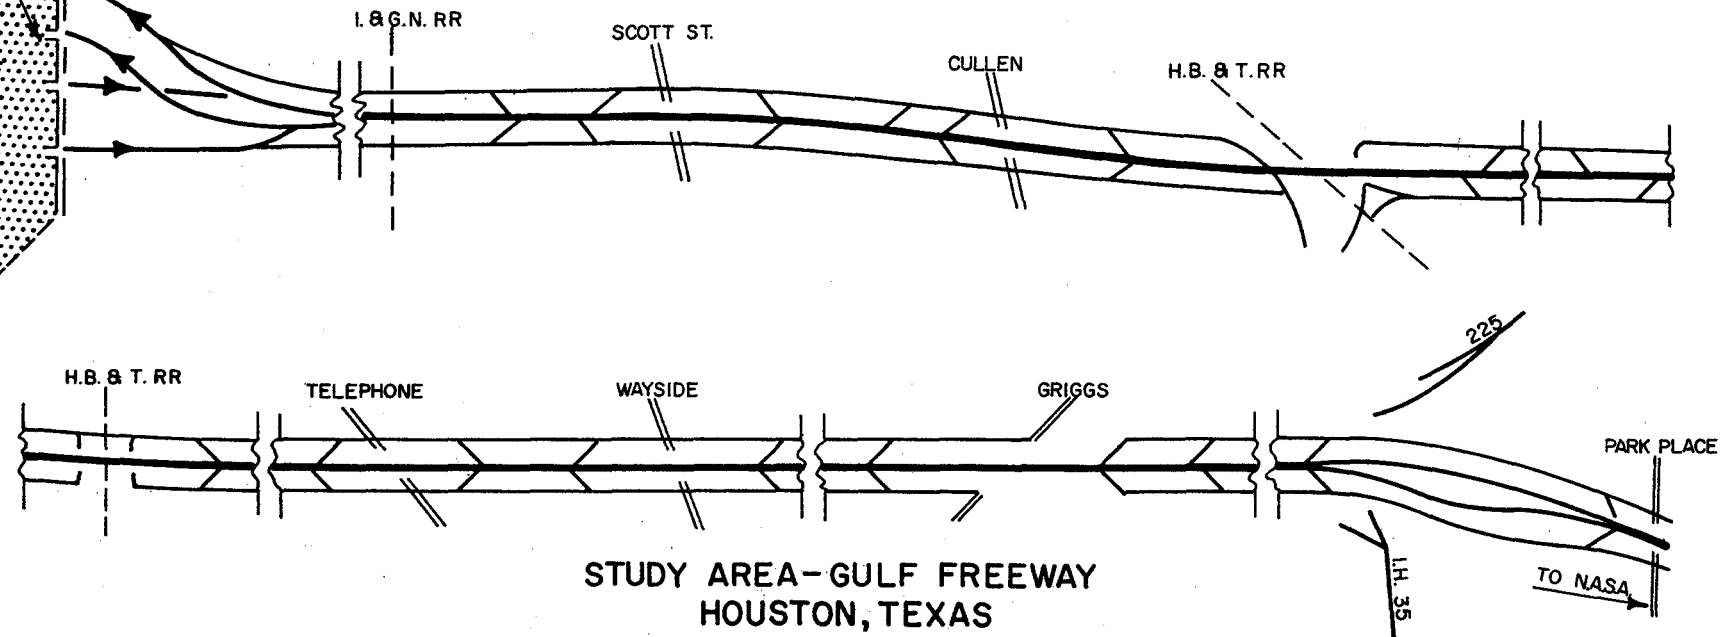 I. & G.N. RR
SCOTT ST.
CULLEN
H.B. & T.RR
225
H.B. & T. RR
TELEPHONE
WAYSIDE
GRIGGS
PARK PLACE
I.H. 35
TO N.A.S.A.
STUDY AREA-GULF FREEWAY
HOUSTON, TEXAS